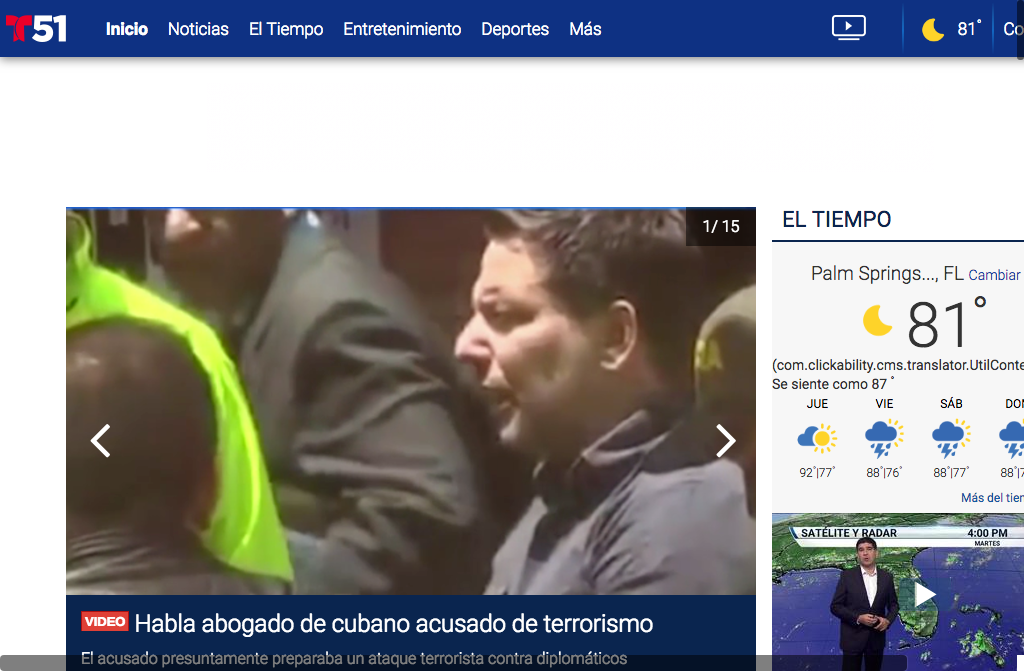 T51
Inicio Noticias El Tiempo Entretenimiento Deportes Más
81°
Co
1/ 15
EL TIEMPO
Palm Springs..., FL Cambiar
81°
(com.clickability.cms.translator.UtilConte
Se siente como 87 °
JUE VIE SÁB DOM
92°|77° 88°|76° 88°|77° 88°|7
Más del tiem
SATÉLITE Y RADAR 4:00 PM
MARTES
VIDEO Habla abogado de cubano acusado de terrorismo
El acusado presuntamente preparaba un ataque terrorista contra diplomáticos